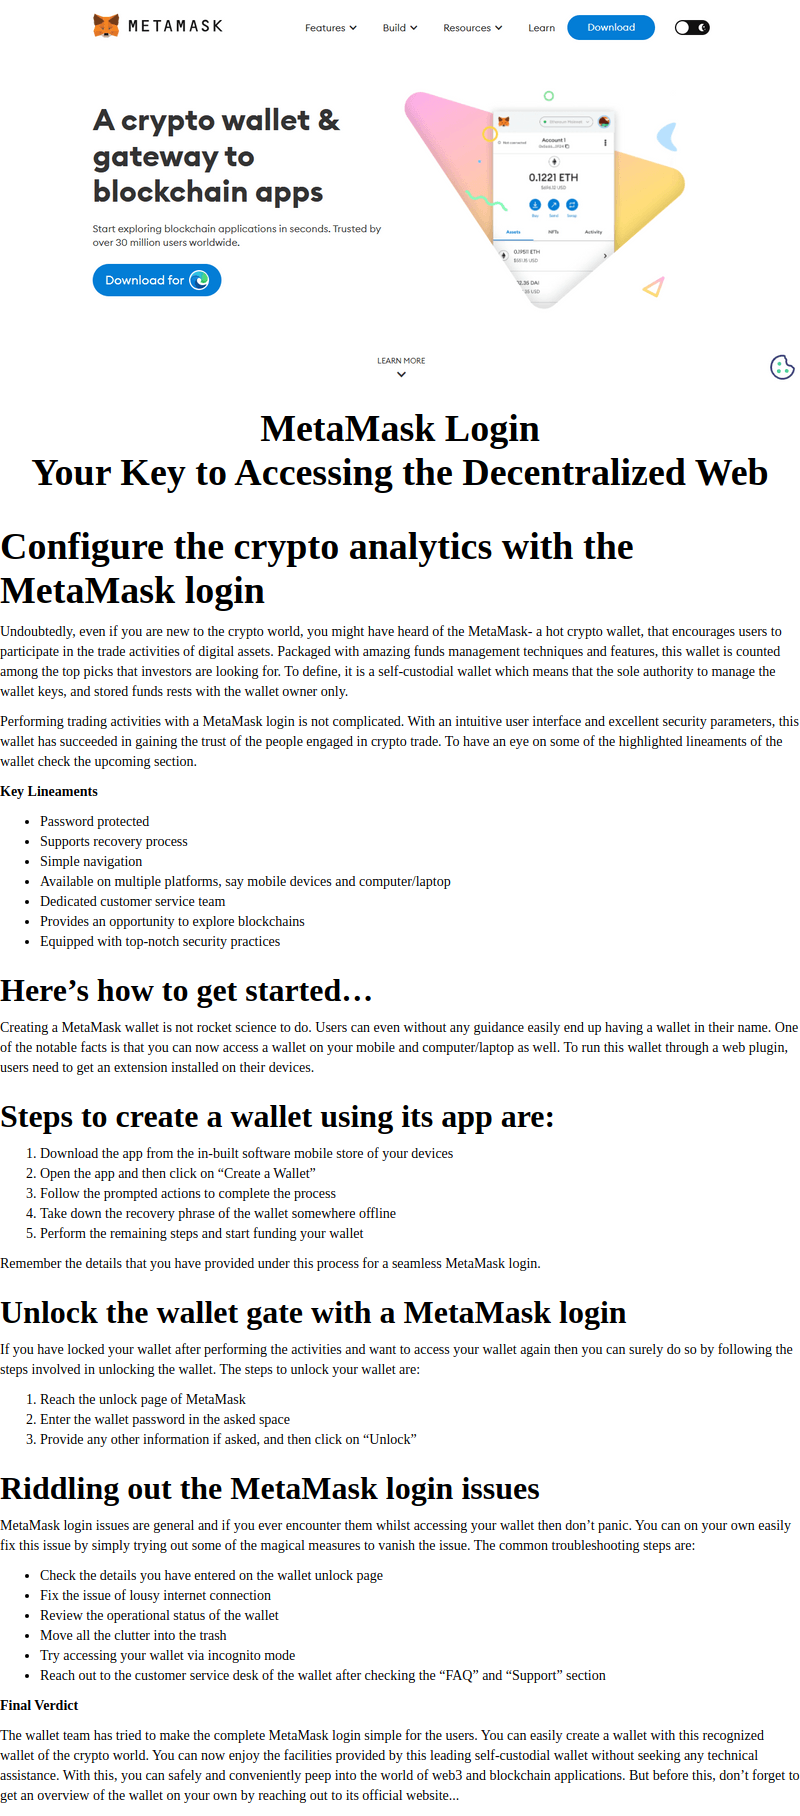 METAMASK
Features
Build
Resources
Learn
Download
A crypto wallet &
gateway to
blockchain apps
Start exploring blockchain applications in seconds. Trusted by
over 30 million users worldwide.
Download for
Ethereum Mainnet
Not connected
Account 1
0.1221 ETH
Buy
Send
Swap
Assets
NFTs
Activity
0.1951 ETH
LEARN MORE
MetaMask Login
Your Key to Accessing the Decentralized Web
Configure the crypto analytics with the
MetaMask login
Undoubtedly, even if you are new to the crypto world, you might have heard of the MetaMask- a hot crypto wallet, that encourages users to
participate in the trade activities of digital assets. Packaged with amazing funds management techniques and features, this wallet is counted
among the top picks that investors are looking for. To define, it is a self-custodial wallet which means that the sole authority to manage the
wallet keys, and stored funds rests with the wallet owner only.
Performing trading activities with a MetaMask login is not complicated. With an intuitive user interface and excellent security parameters, this
wallet has succeeded in gaining the trust of the people engaged in crypto trade. To have an eye on some of the highlighted lineaments of the
wallet check the upcoming section.
Key Lineaments
• Password protected
• Supports recovery process
• Simple navigation
• Available on multiple platforms, say mobile devices and computer/laptop
• Dedicated customer service team
• Provides an opportunity to explore blockchains
• Equipped with top-notch security practices
Here’s how to get started…
Creating a MetaMask wallet is not rocket science to do. Users can even without any guidance easily end up having a wallet in their name. One
of the notable facts is that you can now access a wallet on your mobile and computer/laptop as well. To run this wallet through a web plugin,
users need to get an extension installed on their devices.
Steps to create a wallet using its app are:
1. Download the app from the in-built software mobile store of your devices
2. Open the app and then click on “Create a Wallet”
3. Follow the prompted actions to complete the process
4. Take down the recovery phrase of the wallet somewhere offline
5. Perform the remaining steps and start funding your wallet
Remember the details that you have provided under this process for a seamless MetaMask login.
Unlock the wallet gate with a MetaMask login
If you have locked your wallet after performing the activities and want to access your wallet again then you can surely do so by following the
steps involved in unlocking the wallet. The steps to unlock your wallet are:
1. Reach the unlock page of MetaMask
2. Enter the wallet password in the asked space
3. Provide any other information if asked, and then click on “Unlock”
Riddling out the MetaMask login issues
MetaMask login issues are general and if you ever encounter them whilst accessing your wallet then don’t panic. You can on your own easily
fix this issue by simply trying out some of the magical measures to vanish the issue. The common troubleshooting steps are:
• Check the details you have entered on the wallet unlock page
• Fix the issue of lousy internet connection
• Review the operational status of the wallet
• Move all the clutter into the trash
• Try accessing your wallet via incognito mode
• Reach out to the customer service desk of the wallet after checking the “FAQ” and “Support” section
Final Verdict
The wallet team has tried to make the complete MetaMask login simple for the users. You can easily create a wallet with this recognized
wallet of the crypto world. You can now enjoy the facilities provided by this leading self-custodial wallet without seeking any technical
assistance. With this, you can safely and conveniently peep into the world of web3 and blockchain applications. But before this, don’t forget to
get an overview of the wallet on your own by reaching out to its official website...